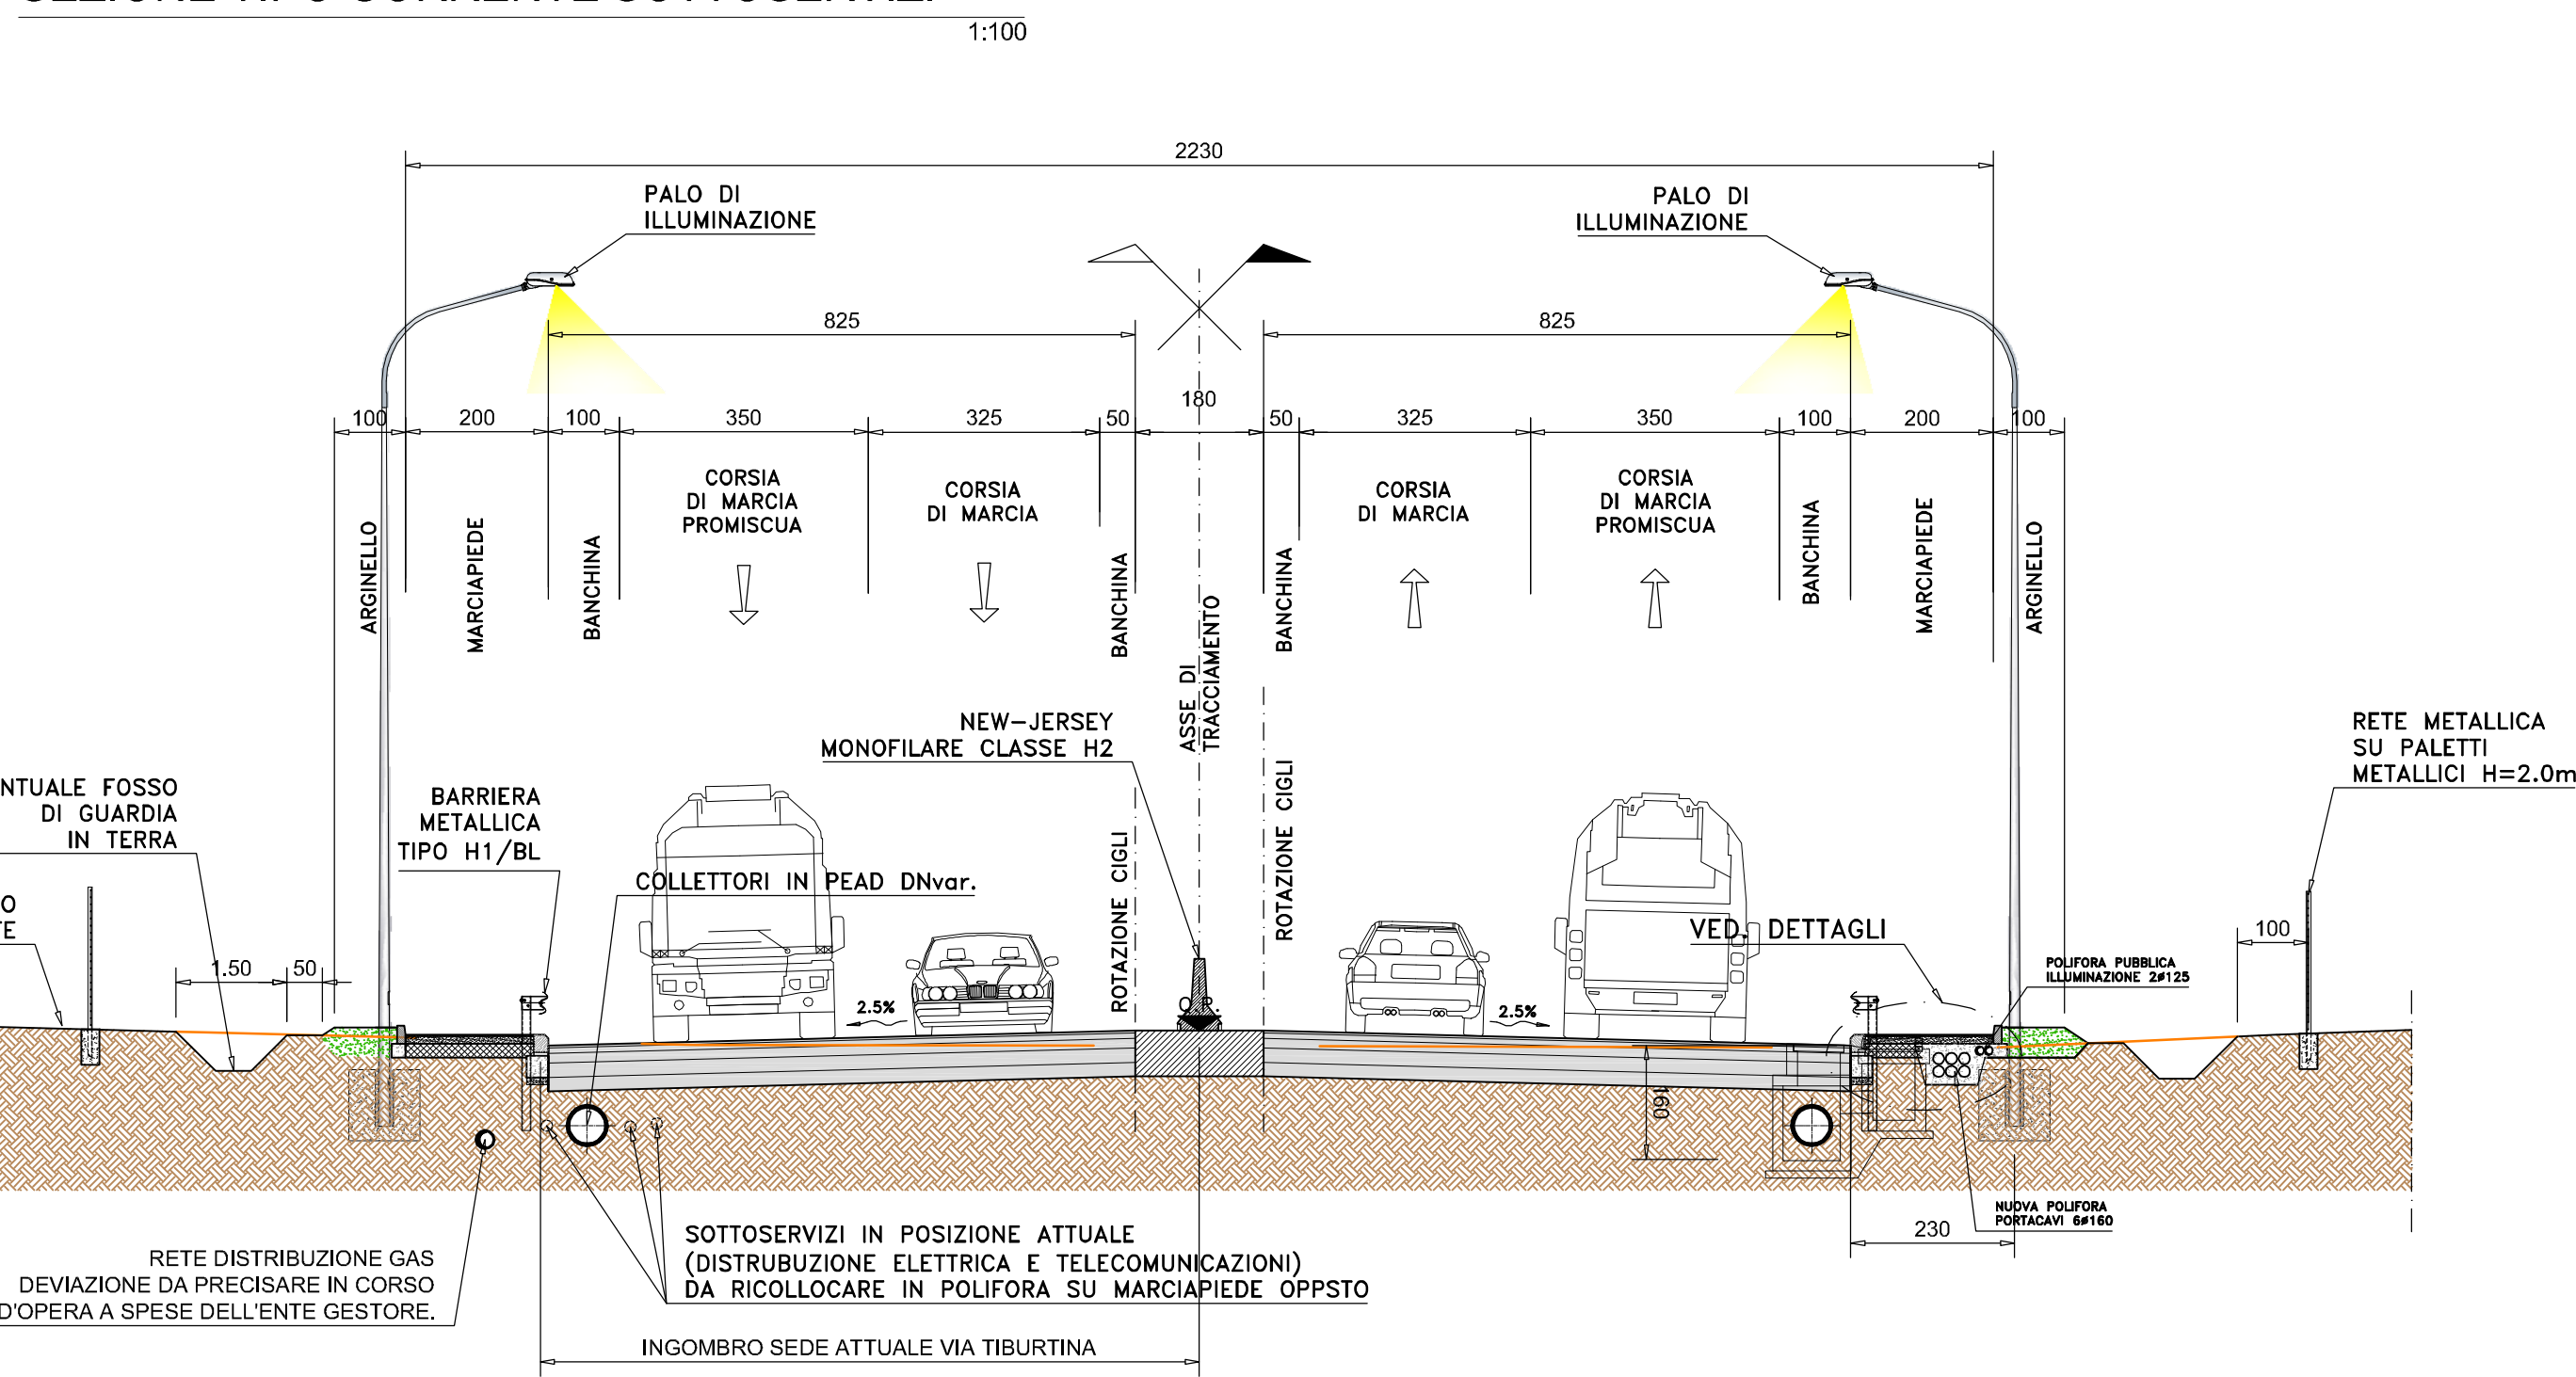 1:100
2230
PALO DI
ILLUMINAZIONE
PALO DI
ILLUMINAZIONE
825
825
180
100
200
100
350
325
50
50
325
350
100
200
100
ARGINELLO
MARCIAPIEDE
BANCHINA
CORSIA
DI MARCIA
PROMISCUA
CORSIA
DI MARCIA
BANCHINA
ASSE DI
TRACCIAMENTO
BANCHINA
CORSIA
DI MARCIA
CORSIA
DI MARCIA
PROMISCUA
BANCHINA
MARCIAPIEDE
ARGINELLO
NEW-JERSEY
MONOFILARE CLASSE H2
RETE METALLICA
SU PALETTI
METALLICI H=2.0m
NTUALE FOSSO
DI GUARDIA
IN TERRA
BARRIERA
METALLICA
TIPO H1/BL
COLLETTORI IN PEAD DNvar.
ROTAZIONE CIGLI
ROTAZIONE CIGLI
O
TE
VED. DETTAGLI
1.50
50
100
2.5%
2.5%
Q.P.
POLIFORA PUBBLICA
ILLUMINAZIONE 2ø125
190
NUOVA POLIFORA
PORTACAVI 6ø160
230
SOTTOSERVIZI IN POSIZIONE ATTUALE
(DISTRUBUZIONE ELETTRICA E TELECOMUNICAZIONI)
DA RICOLLOCARE IN POLIFORA SU MARCIAPIEDE OPPSTO
RETE DISTRIBUZIONE GAS
DEVIAZIONE DA PRECISARE IN CORSO
D'OPERA A SPESE DELL'ENTE GESTORE.
INGOMBRO SEDE ATTUALE VIA TIBURTINA